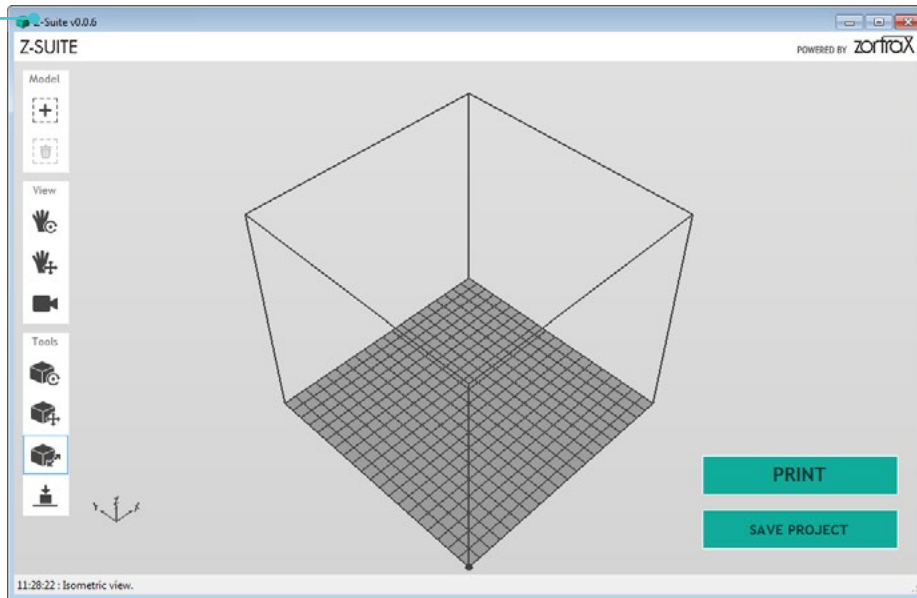 Z-Suite v0.0.6
Z-SUITE
POWERED BY zortrax
Model
View
Tools
Y Z X
PRINT
SAVE PROJECT
11:28:22 : Isometric view.